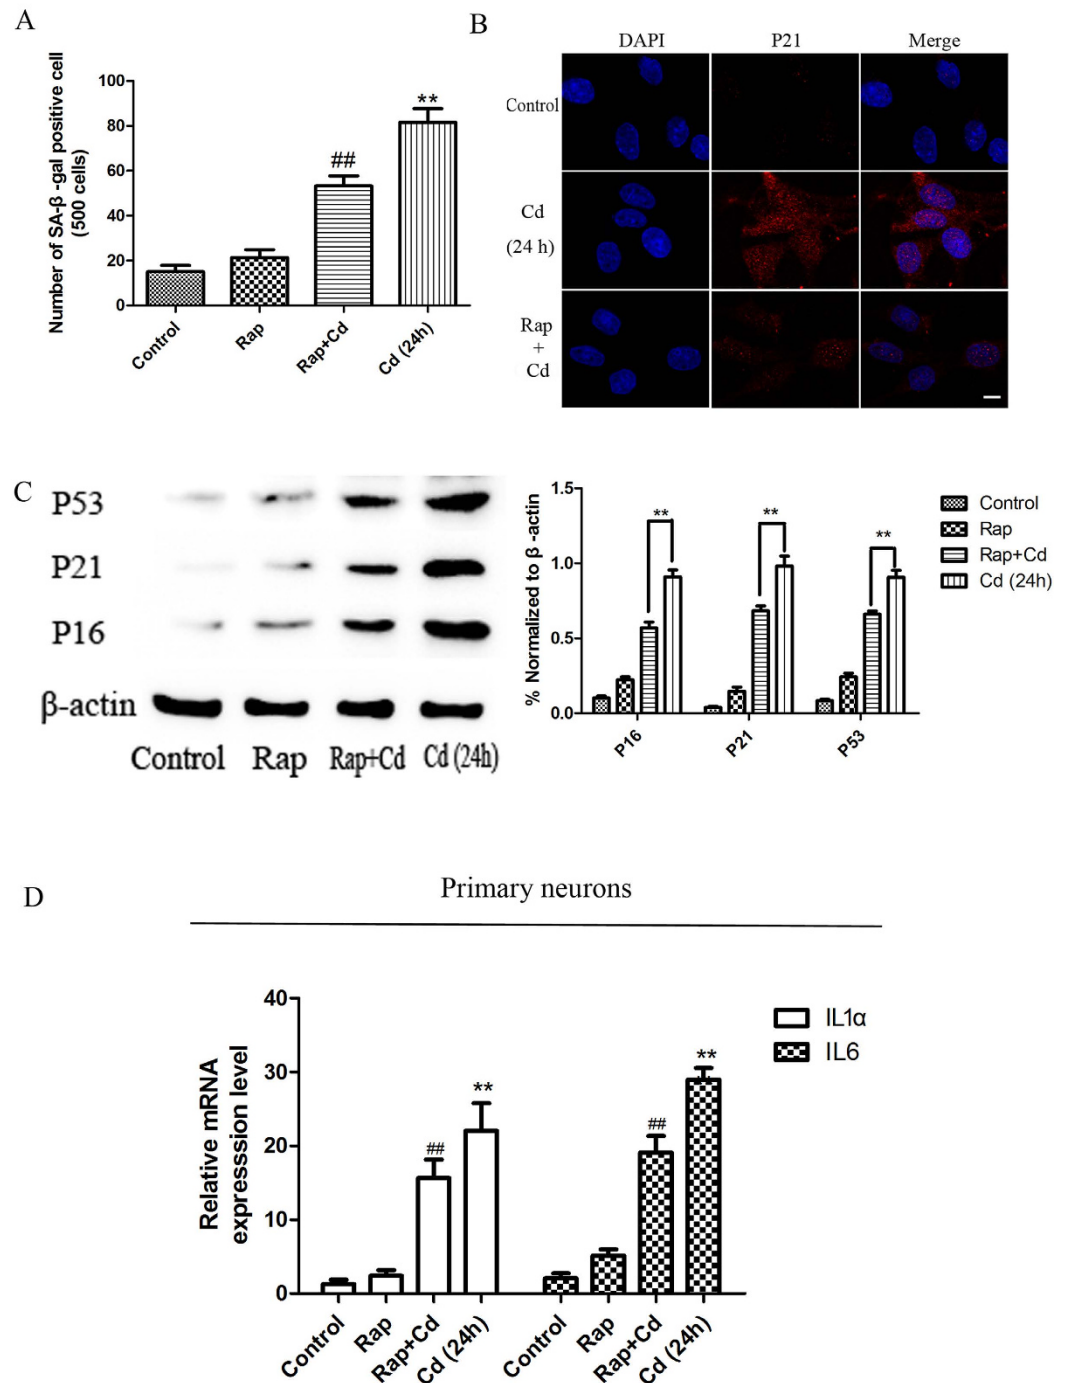 A
Number of SA-β -gal positive cell
(500 cells)
100
80
60
40
20
0
##
**
Control
Rap
Rap+Cd
Cd (24h)
B
DAPI
P21
Merge
Control
Cd
(24 h)
Rap
+
Cd
C
P53
P21
P16
β-actin
Control
Rap
Rap+Cd
Cd (24h)
% Normalized to β -actin
1.5
1.0
0.5
0.0
**
**
**
P16
P21
P53
Control
Rap
Rap+Cd
Cd (24h)
D
Primary neurons
Relative mRNA
expresssion level
40
30
20
10
0
##
**
##
**
Control
Rap
Rap+Cd
Cd (24h)
Control
Rap
Rap+Cd
Cd (24h)
IL1α
IL6